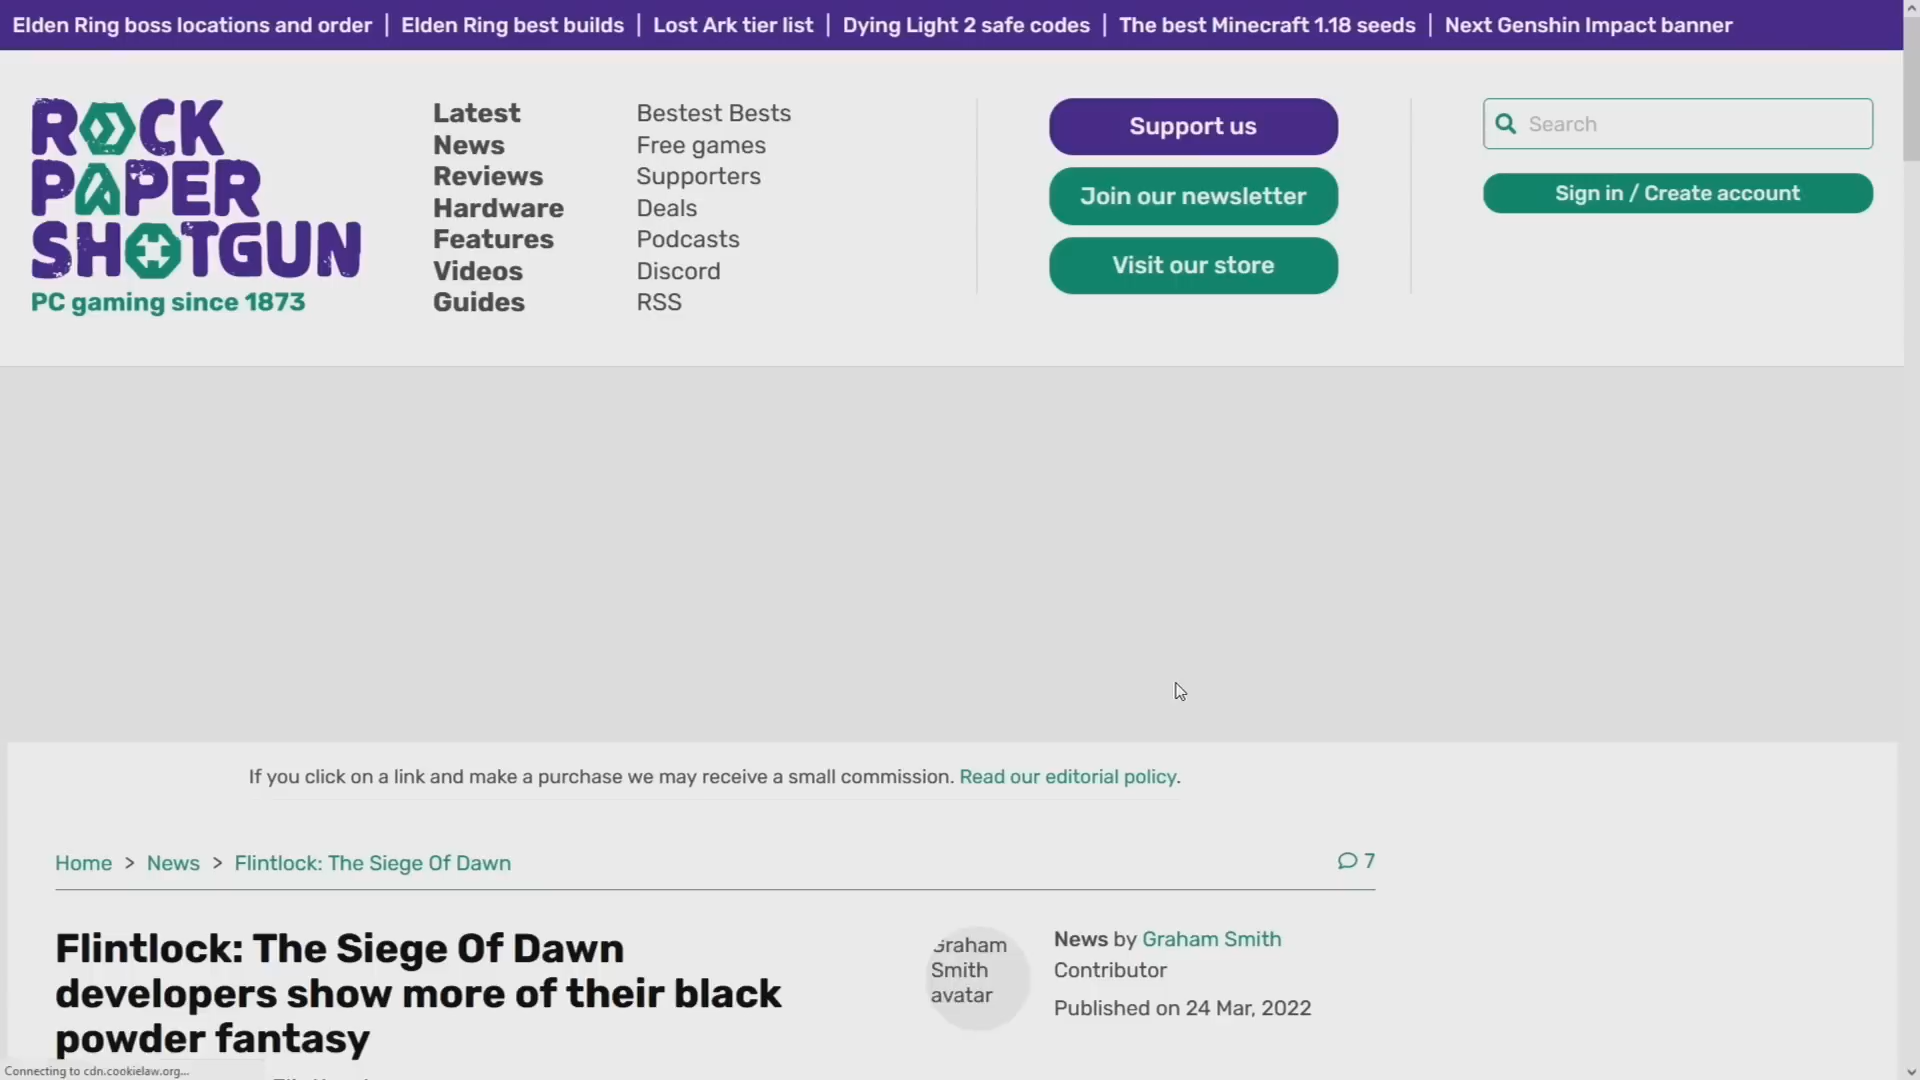 Elden Ring boss locations and order | Elden Ring best builds | Lost Ark tier list | Dying Light 2 safe codes | The best Minecraft 1.18 seeds | Next Genshin Impact banner
ROCK
PAPER
SHOTGUN
PC gaming since 1873
Latest
News
Reviews
Hardware
Features
Videos
Guides
Bestest Bests
Free games
Supporters
Deals
Podcasts
Discord
RSS
Support us
Join our newsletter
Visit our store
Search
Sign in / Create account
If you click on a link and make a purchase we may receive a small commission. Read our editorial policy.
Home > News > Flintlock: The Siege Of Dawn
7
Flintlock: The Siege Of Dawn
developers show more of their black
powder fantasy
Graham
Smith
avatar
News by Graham Smith
Contributor
Published on 24 Mar, 2022
Connecting to cdn.cookielaw.org...